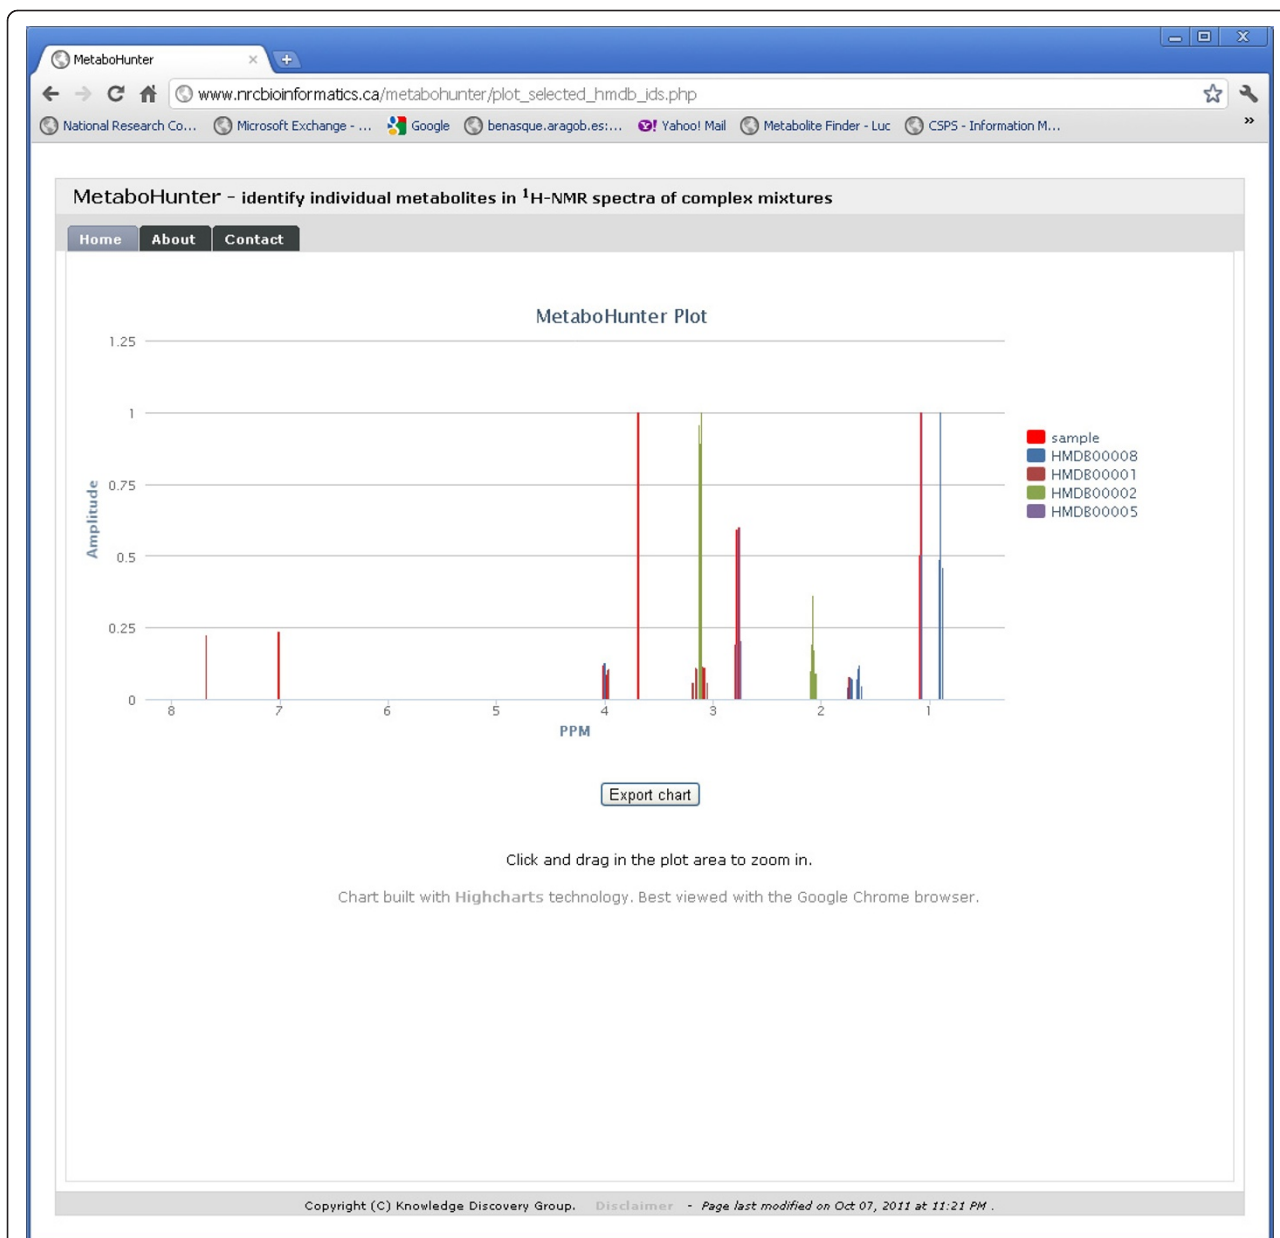 MetaboHunter
www.nrcbioinformatics.ca/metabohunter/plot_selected_hmdb_ids.php
National Research Co... Microsoft Exchange - ... Google benasque.aragob.es:... Yahoo! Mail Metabolite Finder - Luc CSPS - Information M... »
MetaboHunter - identify individual metabolites in ¹H-NMR spectra of complex mixtures
Home About Contact
MetaboHunter Plot
1.25
1
0.75
0.5
0.25
0
Amplitude
8 7 6 5 4 3 2 1
PPM
sample
HMDB00008
HMDB00001
HMDB00002
HMDB00005
Export chart
Click and drag in the plot area to zoom in.
Chart built with Highcharts technology. Best viewed with the Google Chrome browser.
Copyright (C) Knowledge Discovery Group. Disclaimer - Page last modified on Oct 07, 2011 at 11:21 PM .